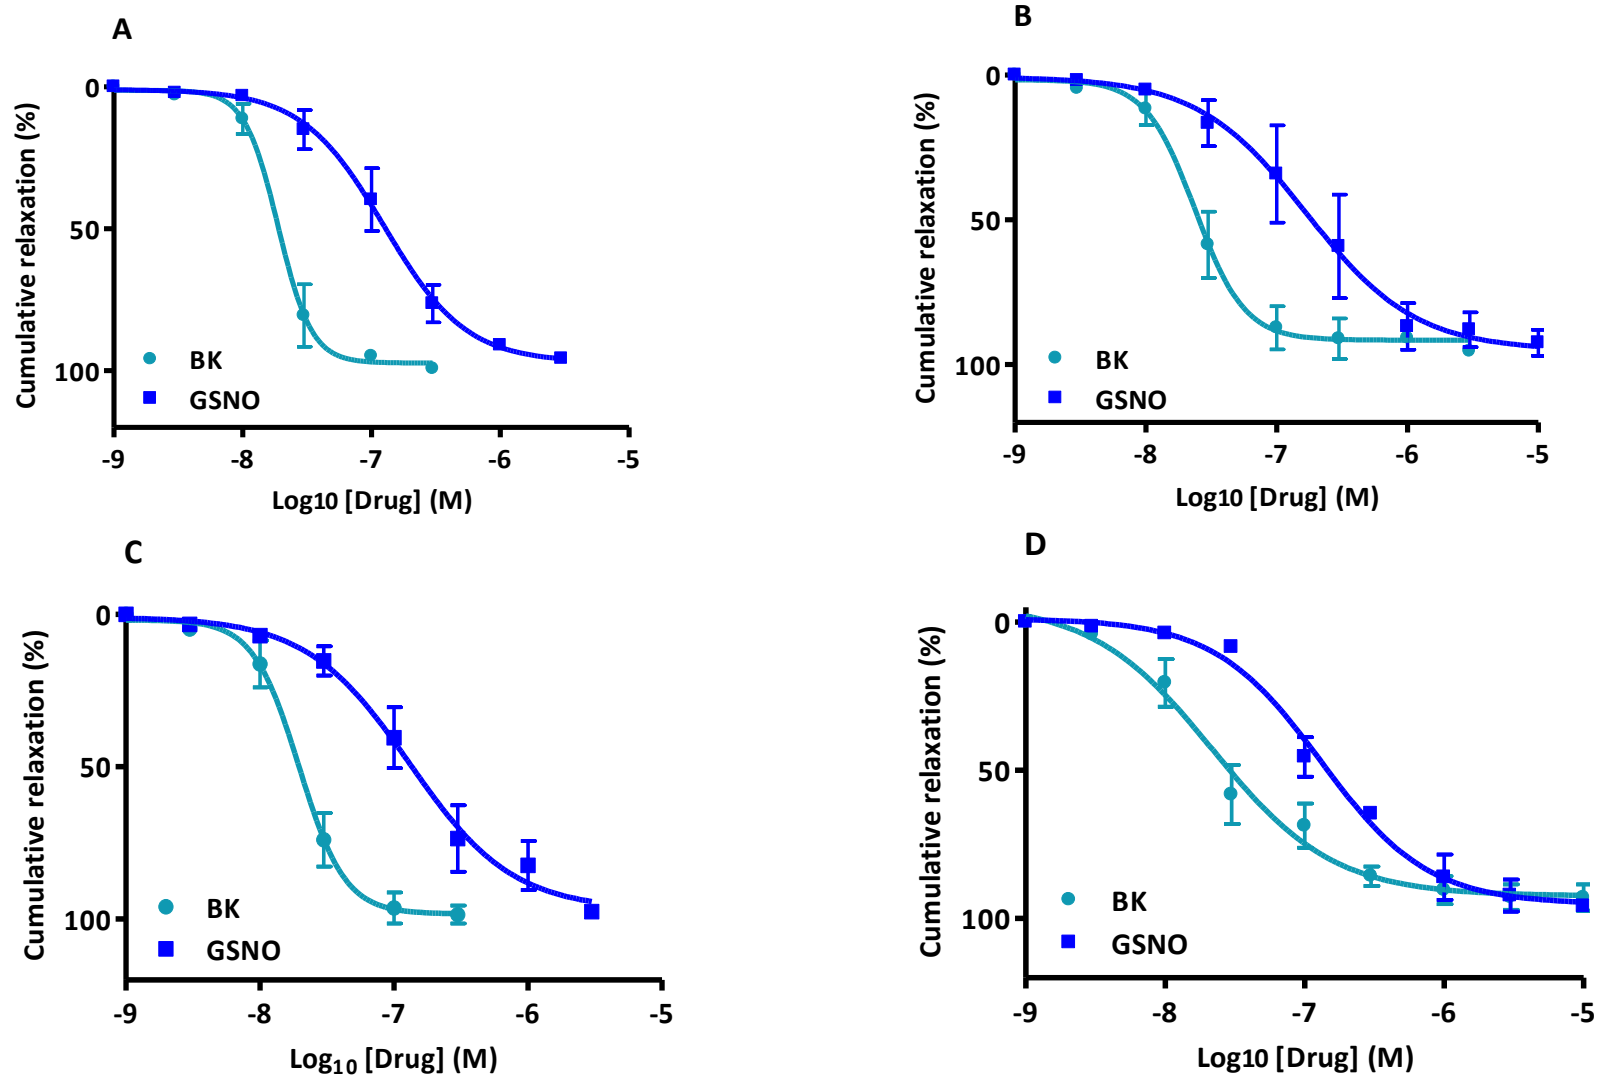 A
Cumulative relaxation (%)
0
50
100
BK
GSNO
-9 -8 -7 -6 -5
Log10 [Drug] (M)
B
Cumulative relaxation (%)
0
50
100
BK
GSNO
-9 -8 -7 -6 -5
Log10 [Drug] (M)
C
Cumulative relaxation (%)
0
50
100
BK
GSNO
-9 -8 -7 -6 -5
Log₁₀ [Drug] (M)
D
Cumulative relaxation (%)
0
50
100
BK
GSNO
-9 -8 -7 -6 -5
Log10 [Drug] (M)